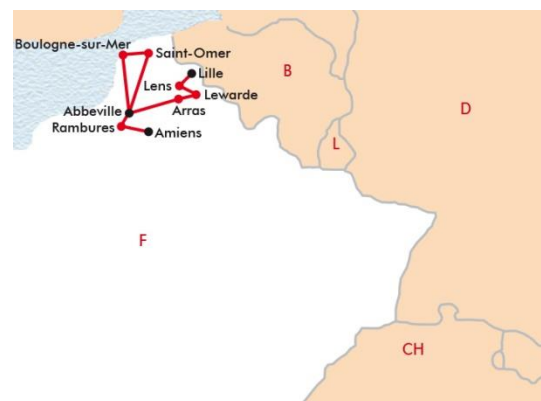 Boulogne-sur-Mer
Saint-Omer
Lille
Lens
Lewarde
Abbeville
Arras
Rambures
Amiens
B
D
L
F
CH